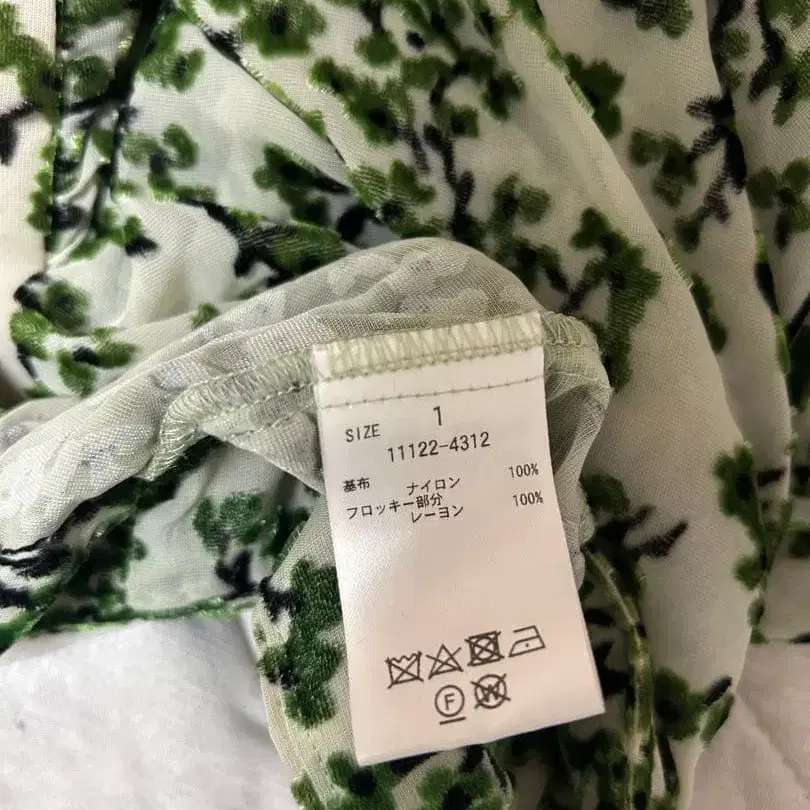 SIZE 1
11122-4312
基布 ナイロン 100%
フロッキー部分
レーヨン 100%
F W